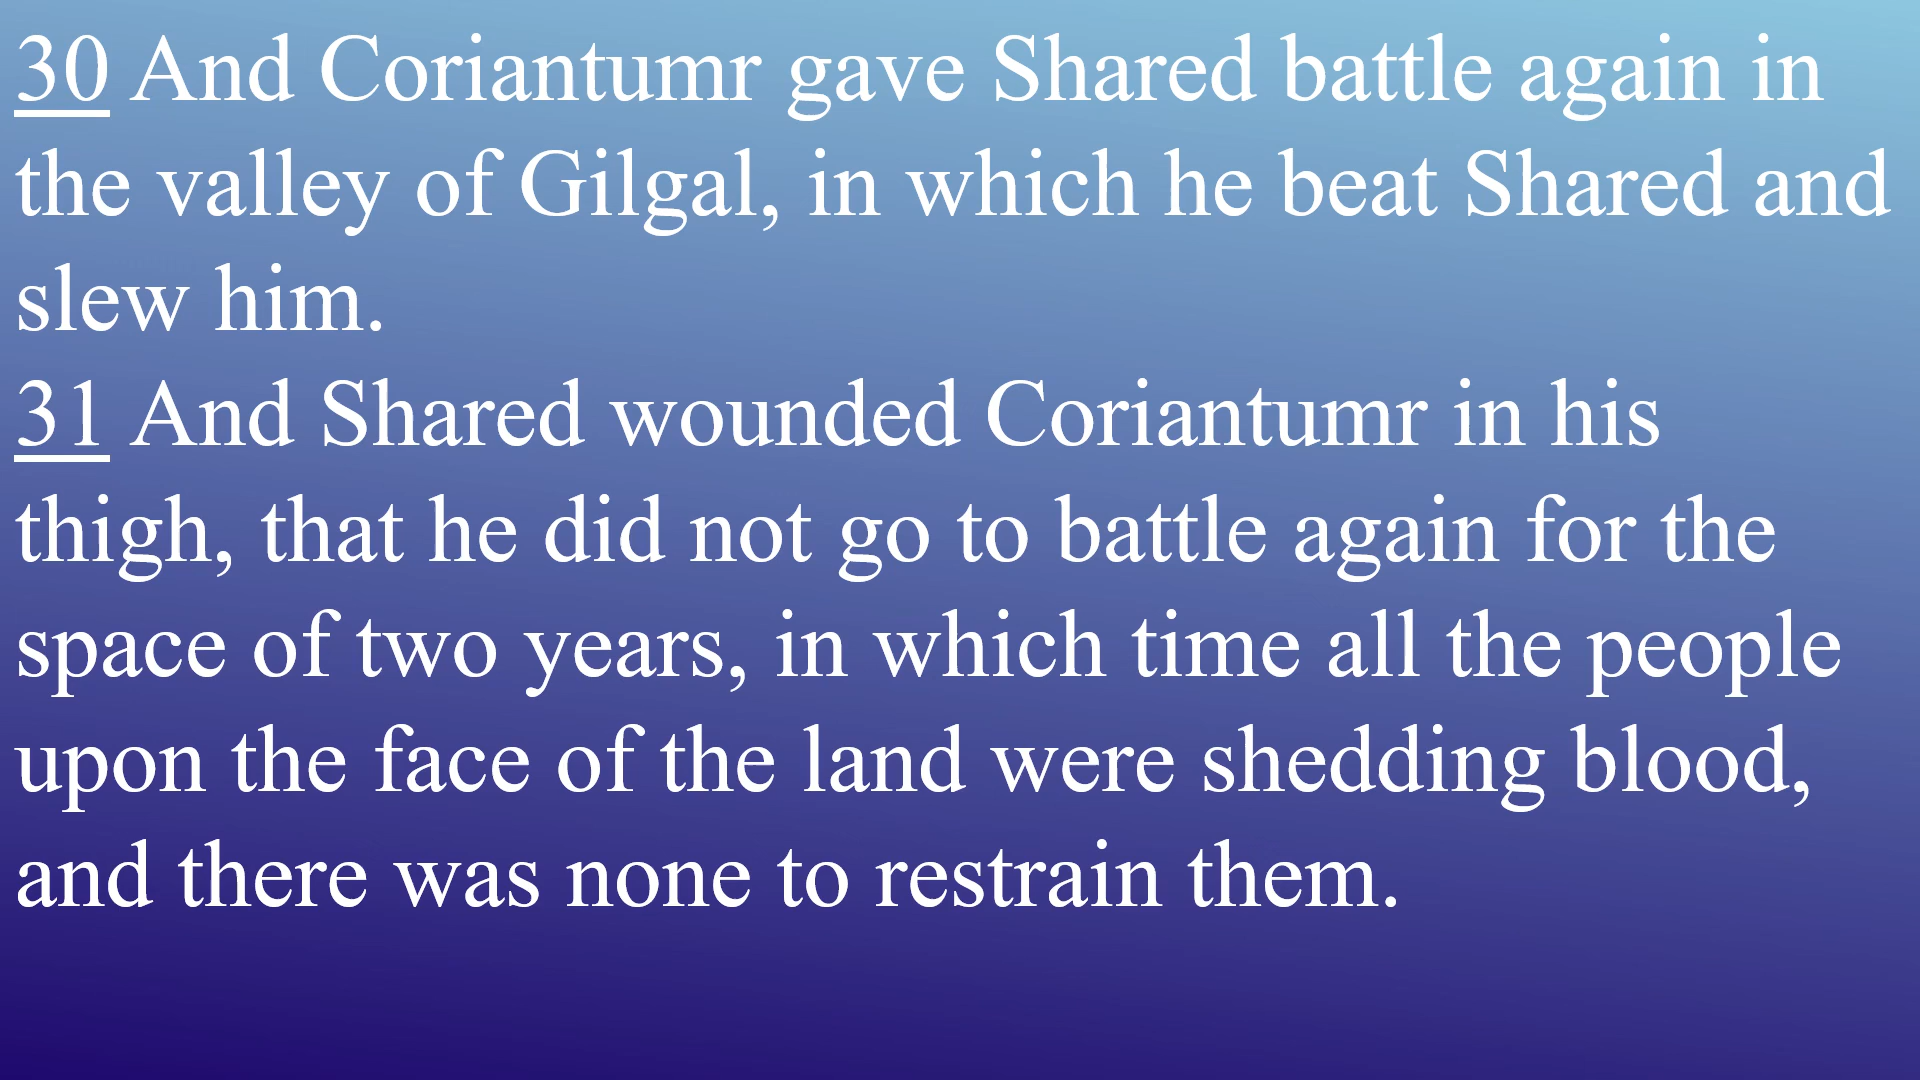 30 And Coriantumr gave Shared battle again in
the valley of Gilgal, in which he beat Shared and
slew him.
31 And Shared wounded Coriantumr in his
thigh, that he did not go to battle again for the
space of two years, in which time all the people
upon the face of the land were shedding blood,
and there was none to restrain them.